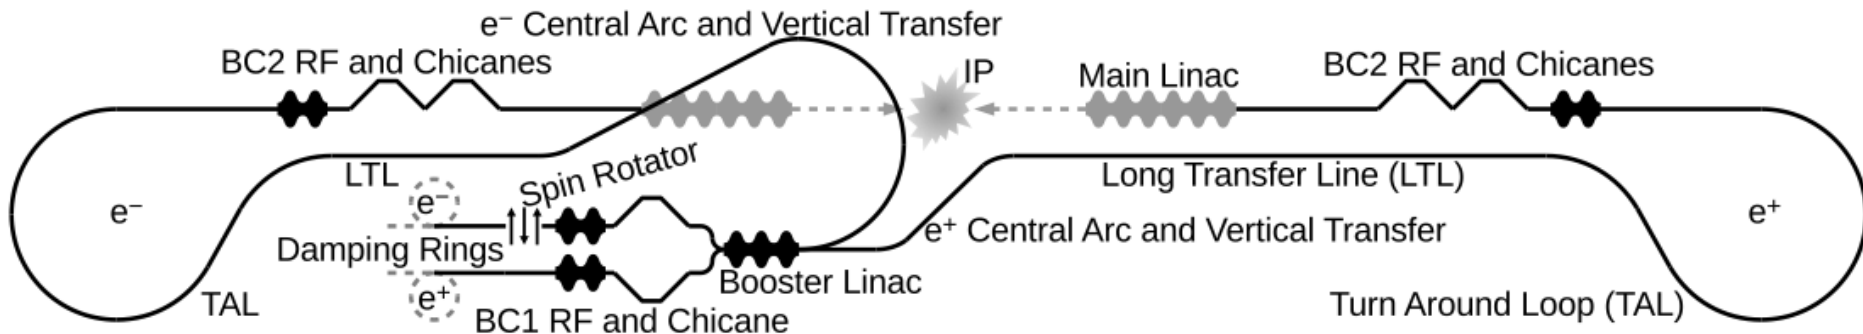 e⁻ Central Arc and Vertical Transfer
BC2 RF and Chicanes
IP
Main Linac
BC2 RF and Chicanes
LTL
Spin Rotator
Long Transfer Line (LTL)
e⁻
e⁻
e⁺
e⁺ Central Arc and Vertical Transfer
Damping Rings
Booster Linac
TAL
e⁺
BC1 RF and Chicane
Turn Around Loop (TAL)